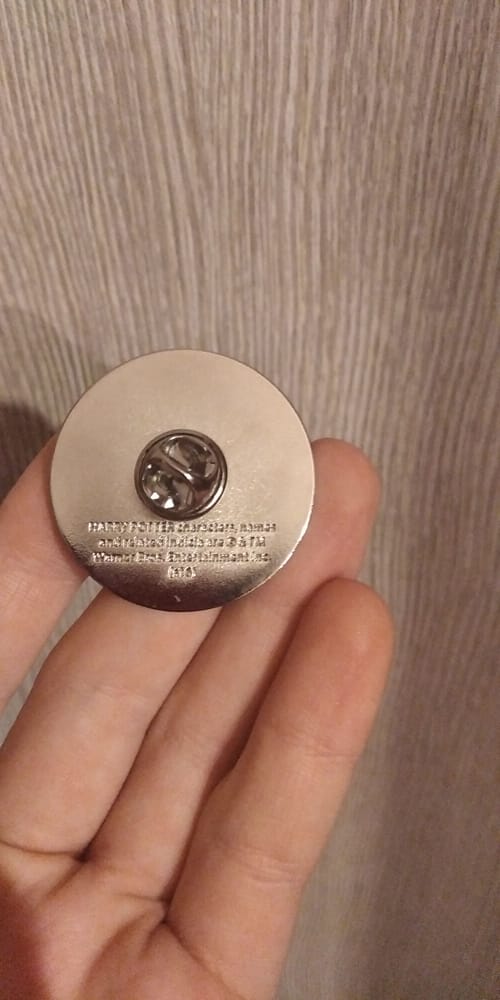 HARRY POTTER characters, names
and related indicia are © & TM
Warner Bros. Entertainment Inc.